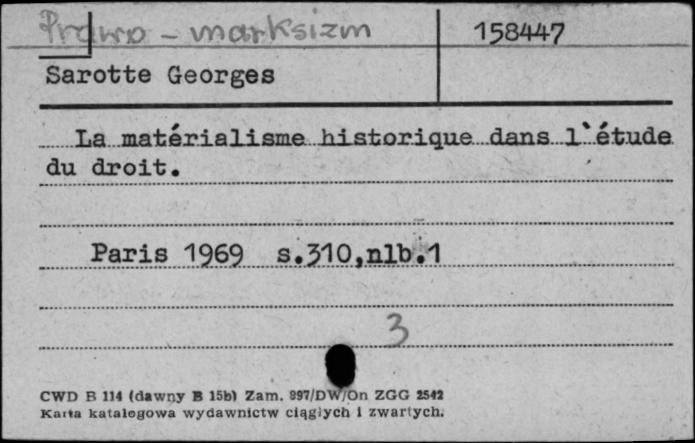 Prawo - marksizm
158447
Sarotte Georges
La matérialisme historique dans l`étude
du droit.
Paris 1969 s.310,nlb.1
3
CWD B 114 (dawny B 15b) Zam. 997/DW/On ZGG 2542
Karta katalogowa wydawnictw ciągłych i zwartych.